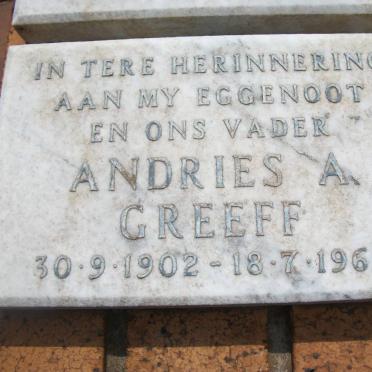 IN TERE HERINNERING
AAN MY EGGENOOT
EN ONS VADER
ANDRIES A.
GREEFF
30·9·1902 - 18·7·196